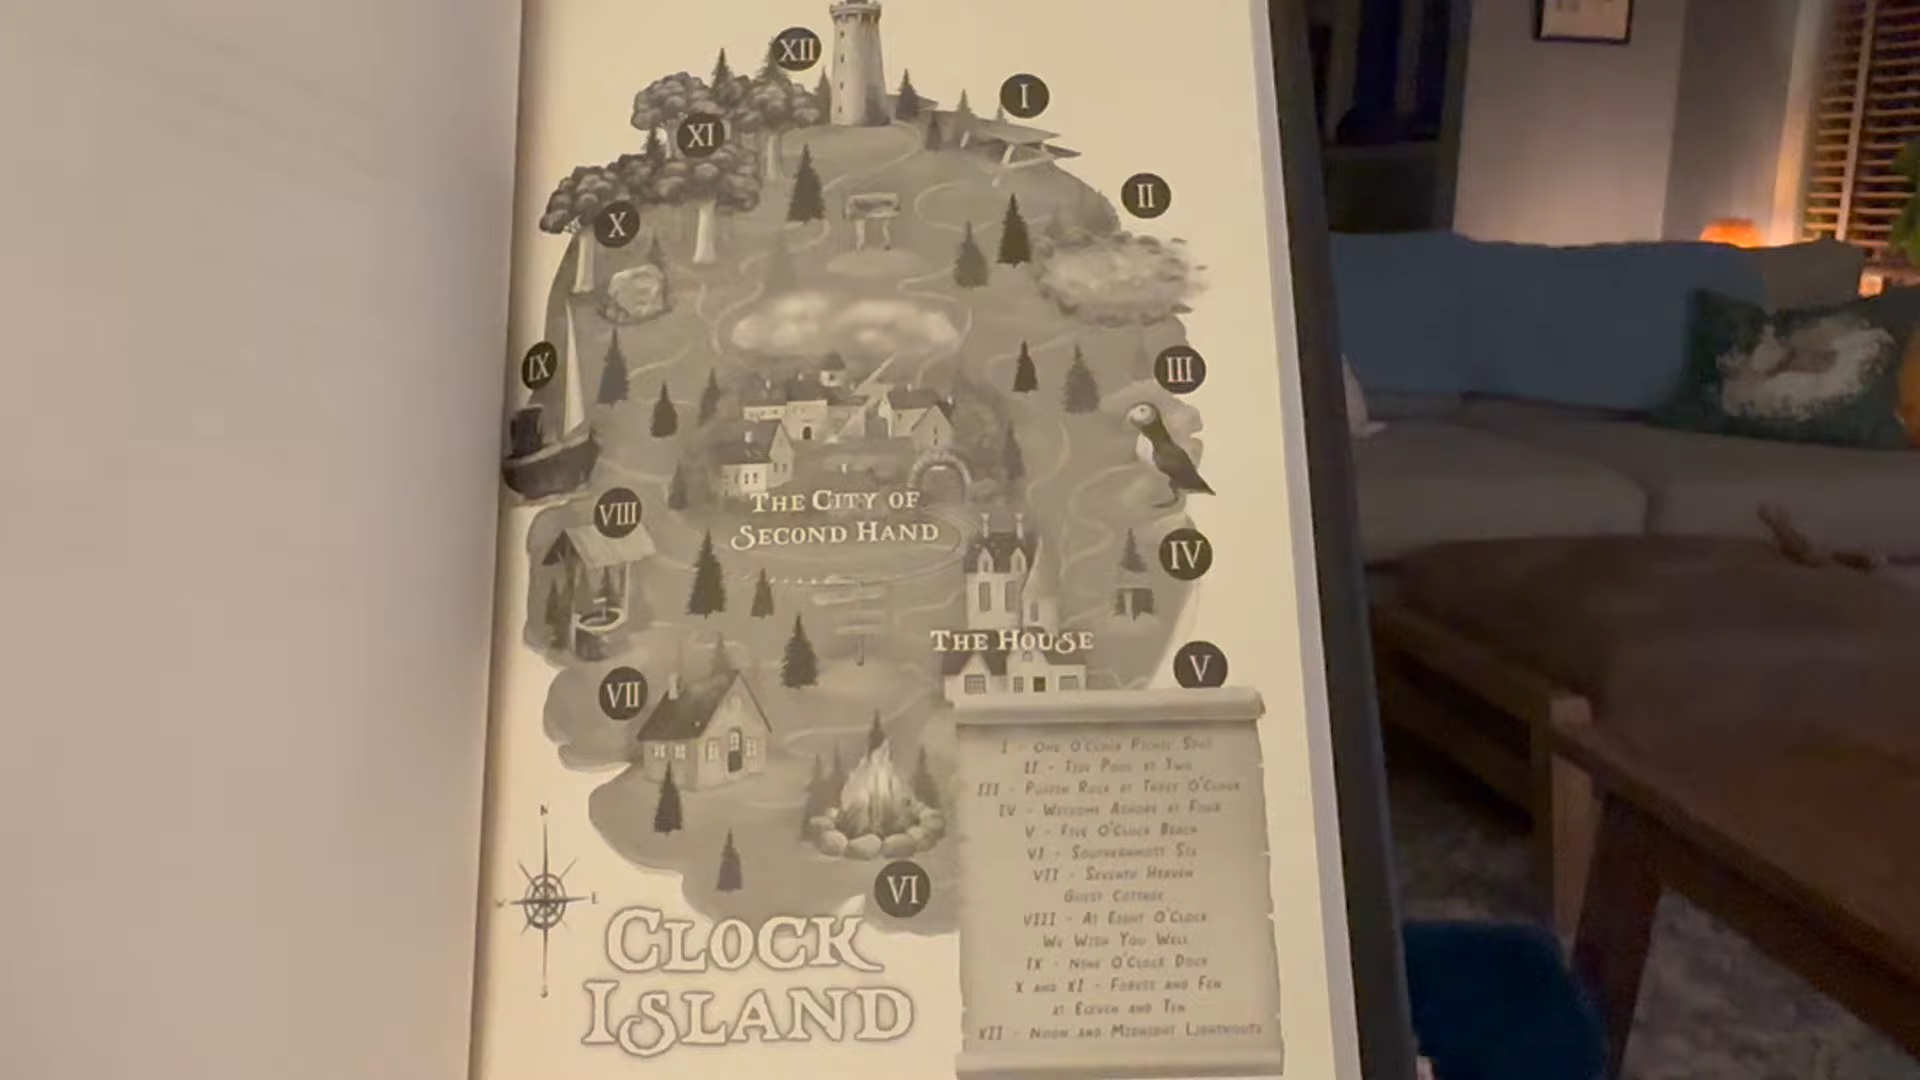 XII
I
XI
II
X
IX
III
THE CITY OF
SECOND HAND
VIII
IV
THE HOUSE
V
VII
I - ONE O'CLOCK PICNIC SPOT
II - TIDE POOL AT TWO
III - PUFFIN ROCK AT THREE O'CLOCK
IV - WELCOME ASHORE AT FOUR
V - FIVE O'CLOCK BEACH
VI - SOUTHERNMOST SIX
VII - SEVENTH HEAVEN
GUEST COTTAGE
VIII - AT EIGHT O'CLOCK
WE WISH YOU WELL
IX - NINE O'CLOCK DOCK
X AND XI - FOREST AND FEN
AT ELEVEN AND TEN
XII - NOON AND MIDNIGHT LIGHTHOUSE
VI
N
W
E
S
CLOCK
ISLAND